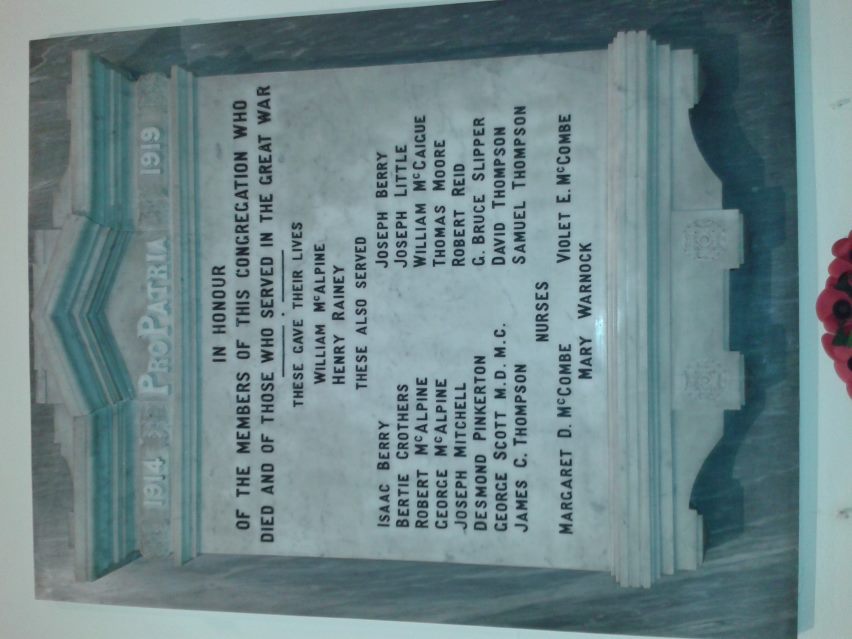 1914 PRO PATRIA 1919
IN HONOUR
OF THE MEMBERS OF THIS CONGREGATION WHO
DIED AND OF THOSE WHO SERVED IN THE GREAT WAR
THESE GAVE THEIR LIVES
WILLIAM McALPINE
HENRY RAINEY
THESE ALSO SERVED
ISAAC BERRY JOSEPH BERRY
BERTIE CROTHERS JOSEPH LITTLE
ROBERT McALPINE WILLIAM McCAIGUE
GEORGE McALPINE THOMAS MOORE
JOSEPH MITCHELL ROBERT REID
DESMOND PINKERTON G. BRUCE SLIPPER
GEORGE SCOTT M.D. M.C. DAVID THOMPSON
JAMES C. THOMPSON SAMUEL THOMPSON
NURSES
MARGARET D. McCOMBE VIOLET E. McCOMBE
MARY WARNOCK